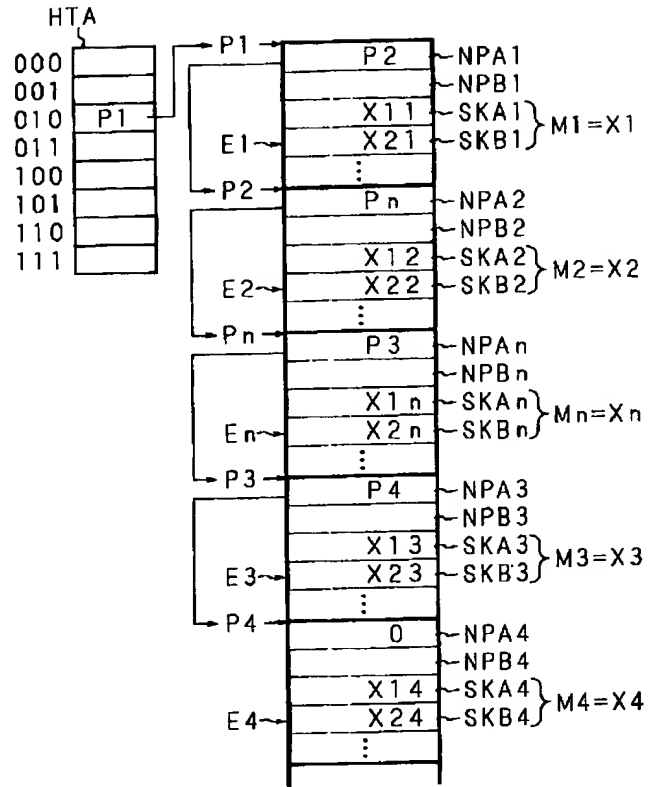 HTA
000
001
010 P1
011
100
101
110
111
P1 P2 NPA1
NPB1
X11 SKA1
E1 X21 SKB1
M1=X1
⋮
P2 Pn NPA2
NPB2
X12 SKA2
E2 X22 SKB2
M2=X2
⋮
Pn P3 NPAn
NPBn
X1n SKAn
En X2n SKBn
Mn=Xn
⋮
P3 P4 NPA3
NPB3
X13 SKA3
E3 X23 SKB3
M3=X3
⋮
P4 0 NPA4
NPB4
X14 SKA4
E4 X24 SKB4
M4=X4
⋮